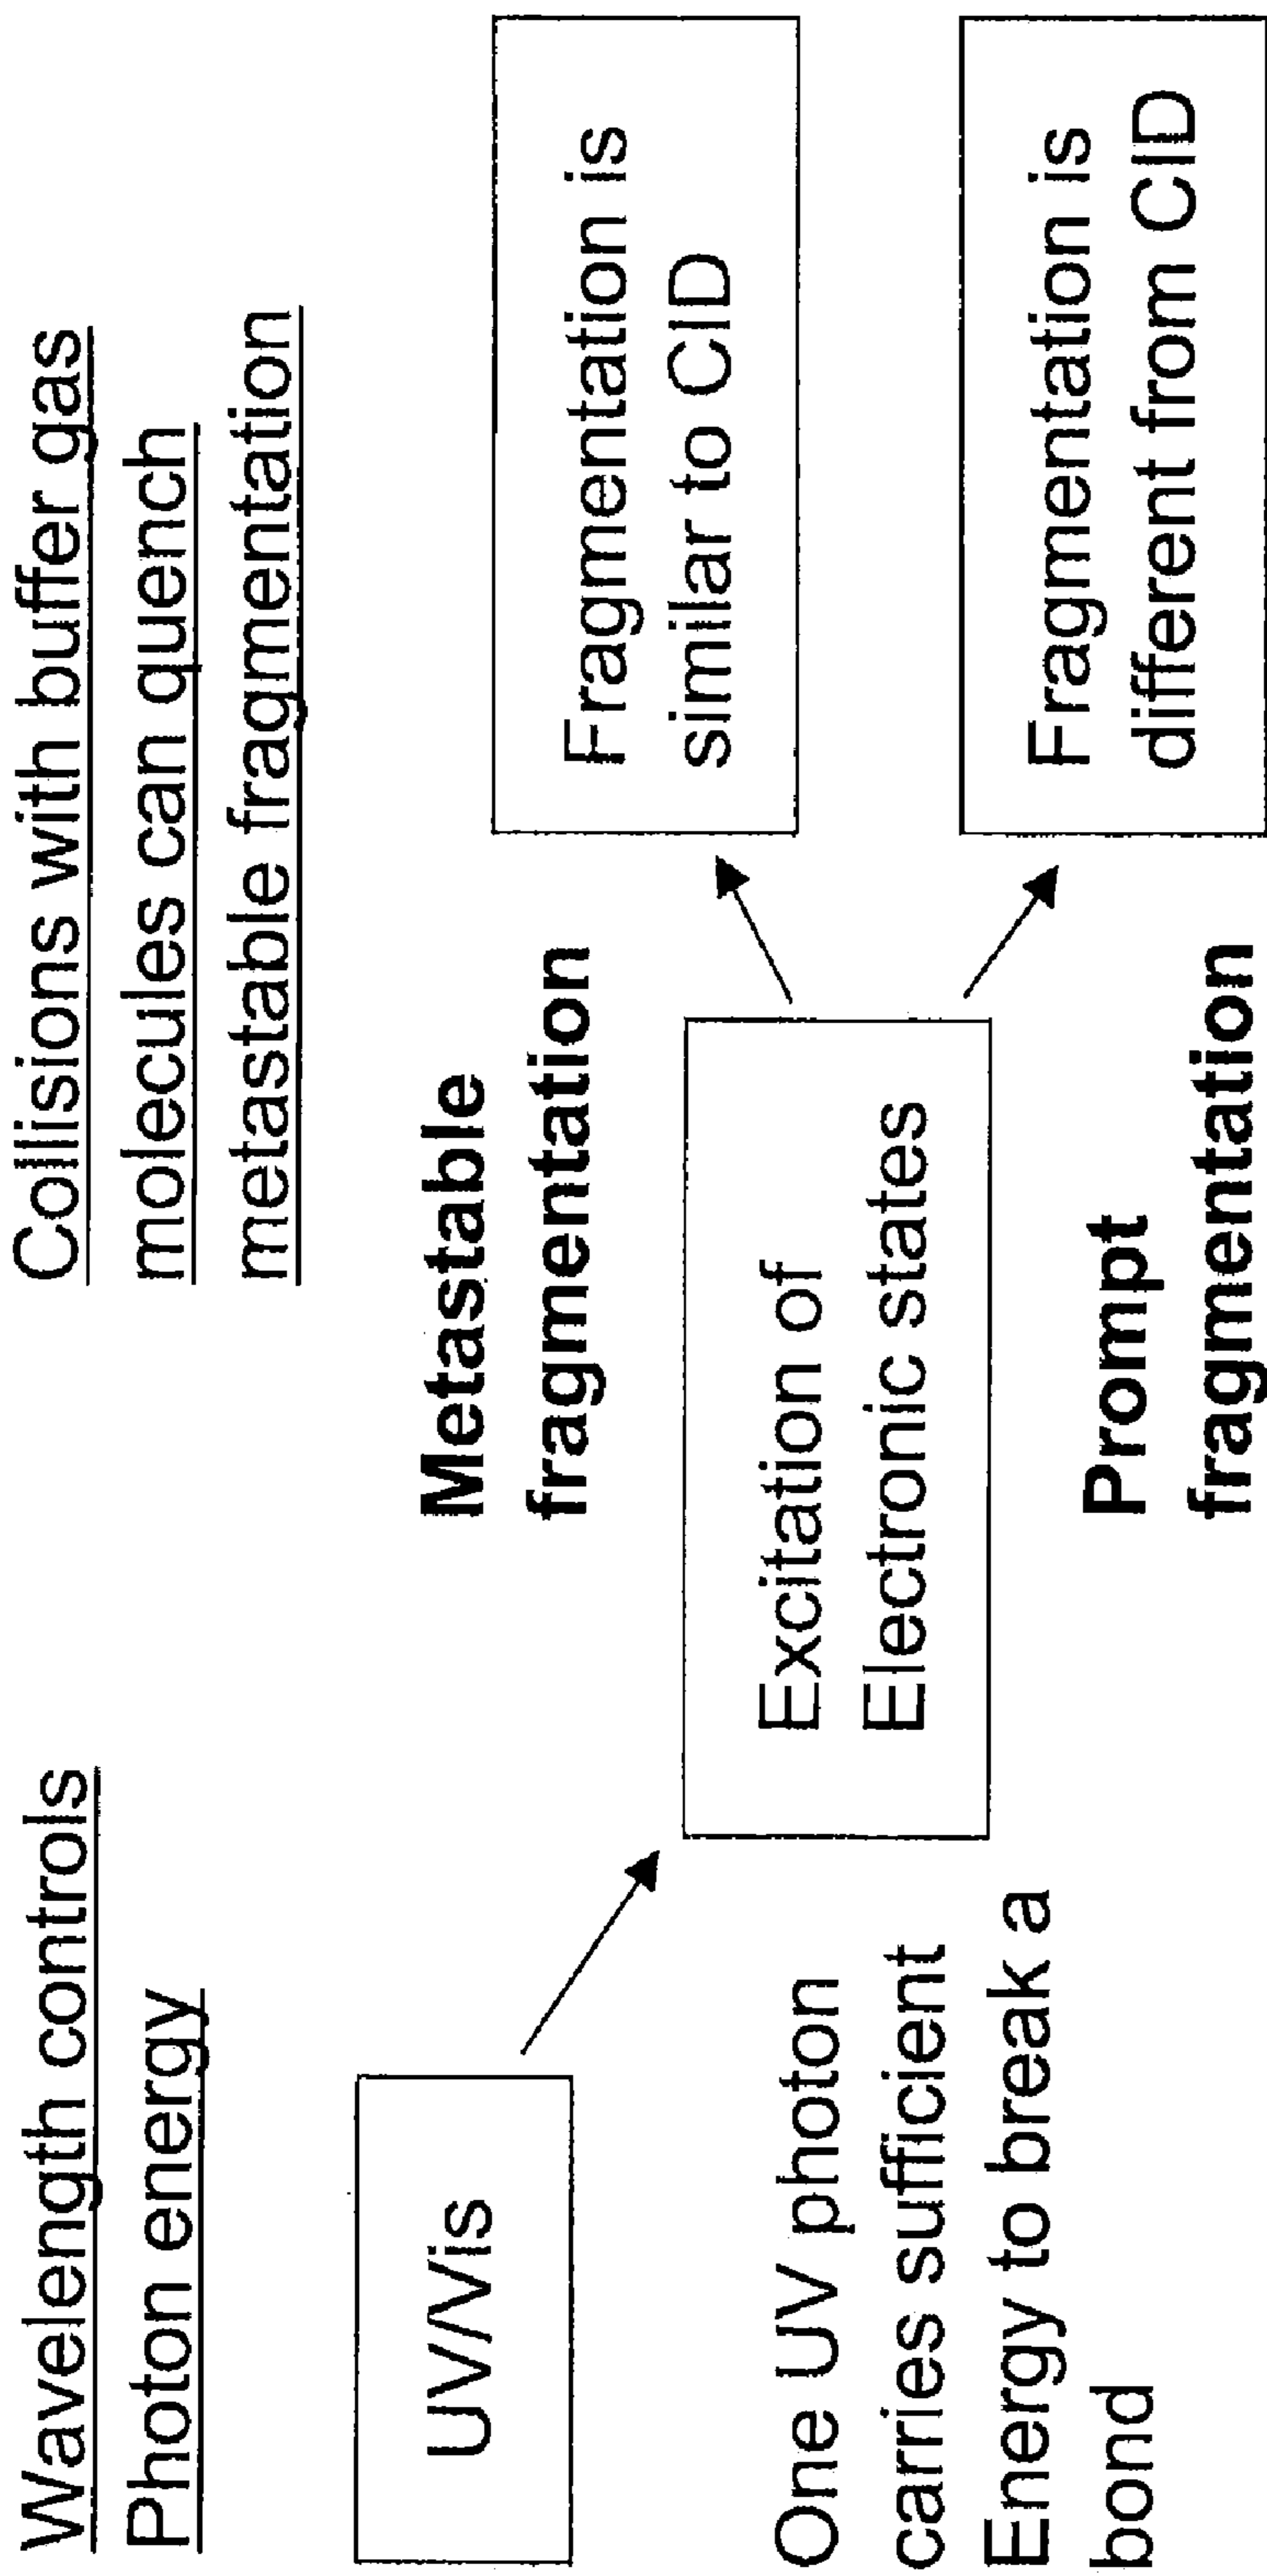 Wavelength controls
Photon energy
Collisions with buffer gas
molecules can quench
metastable fragmentation
UV/Vis
Metastable
fragmentation
Fragmentation is
similar to CID
Excitation of
Electronic states
One UV photon
carries sufficient
Energy to break a
bond
Prompt
fragmentation
Fragmentation is
different from CID